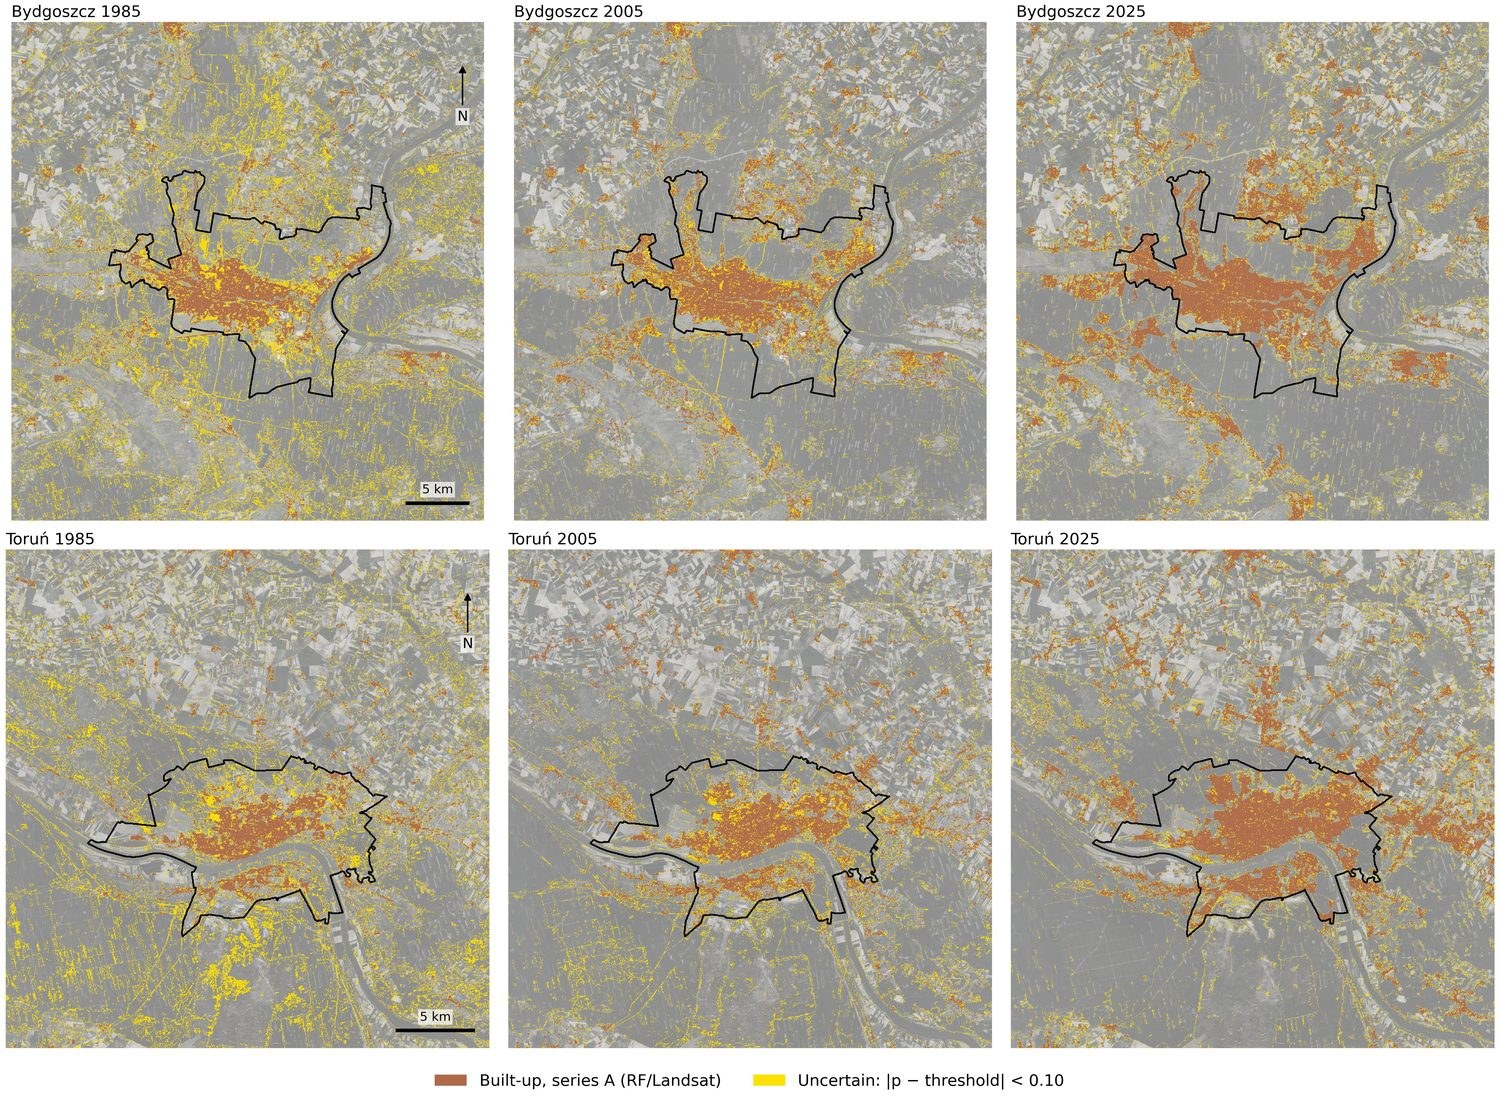 Bydgoszcz 1985
Bydgoszcz 2005
Bydgoszcz 2025
N
5 km
Toruń 1985
Toruń 2005
Toruń 2025
N
5 km
Built-up, series A (RF/Landsat)
Uncertain: |p − threshold| < 0.10